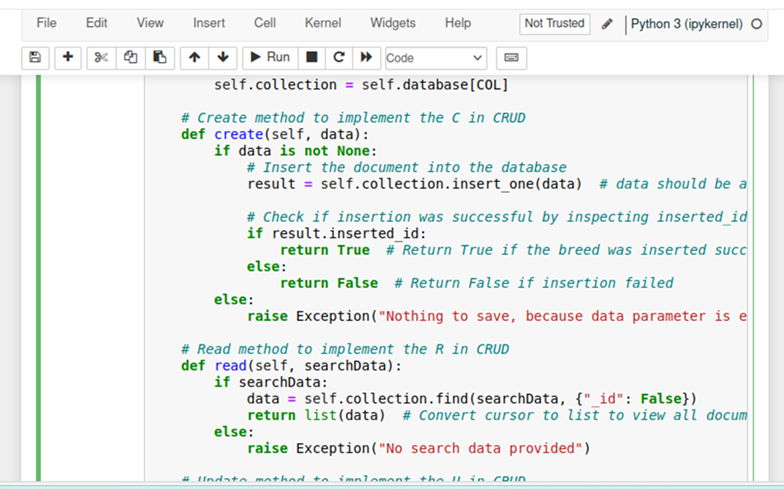 File Edit View Insert Cell Kernel Widgets Help Not Trusted Python 3 (ipykernel)
Run Code
self.collection = self.database[COL]
# Create method to implement the C in CRUD
def create(self, data):
if data is not None:
# Insert the document into the database
result = self.collection.insert_one(data) # data should be a
# Check if insertion was successful by inspecting inserted_id
if result.inserted_id:
return True # Return True if the breed was inserted succ
else:
return False # Return False if insertion failed
else:
raise Exception("Nothing to save, because data parameter is e
# Read method to implement the R in CRUD
def read(self, searchData):
if searchData:
data = self.collection.find(searchData, {"_id": False})
return list(data) # Convert cursor to list to view all docum
else:
raise Exception("No search data provided")
# Update method to implement the U in CRUD